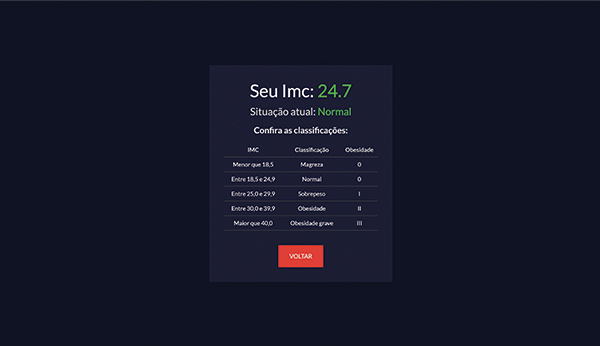 Seu Imc: 24.7
Situação atual: Normal
Confira as classificações:
IMC Classificação Obesidade
Menor que 18,5 Magreza 0
Entre 18,5 e 24,9 Normal 0
Entre 25,0 e 29,9 Sobrepeso I
Entre 30,0 e 39,9 Obesidade II
Maior que 40,0 Obesidade grave III
VOLTAR